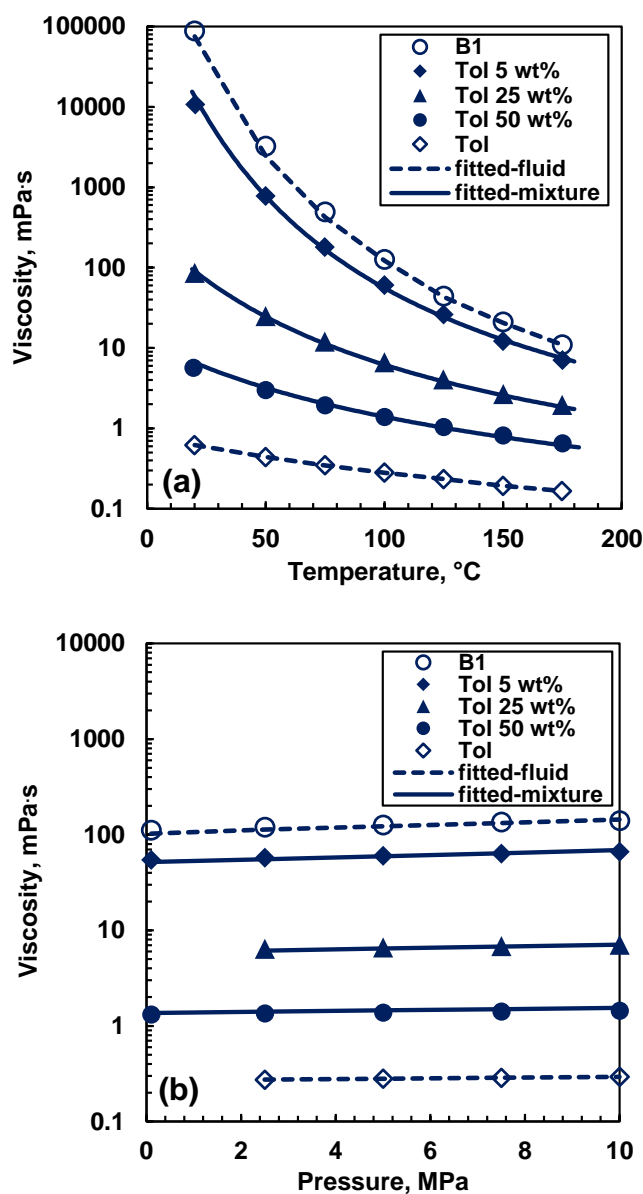 100000
10000
1000
100
10
1
0.1
Viscosity, mPa·s
B1
Tol 5 wt%
Tol 25 wt%
Tol 50 wt%
Tol
fitted-fluid
fitted-mixture
(a)
0 50 100 150 200
Temperature, °C
10000
1000
100
10
1
0.1
Viscosity, mPa·s
B1
Tol 5 wt%
Tol 25 wt%
Tol 50 wt%
Tol
fitted-fluid
fitted-mixture
(b)
0 2 4 6 8 10
Pressure, MPa